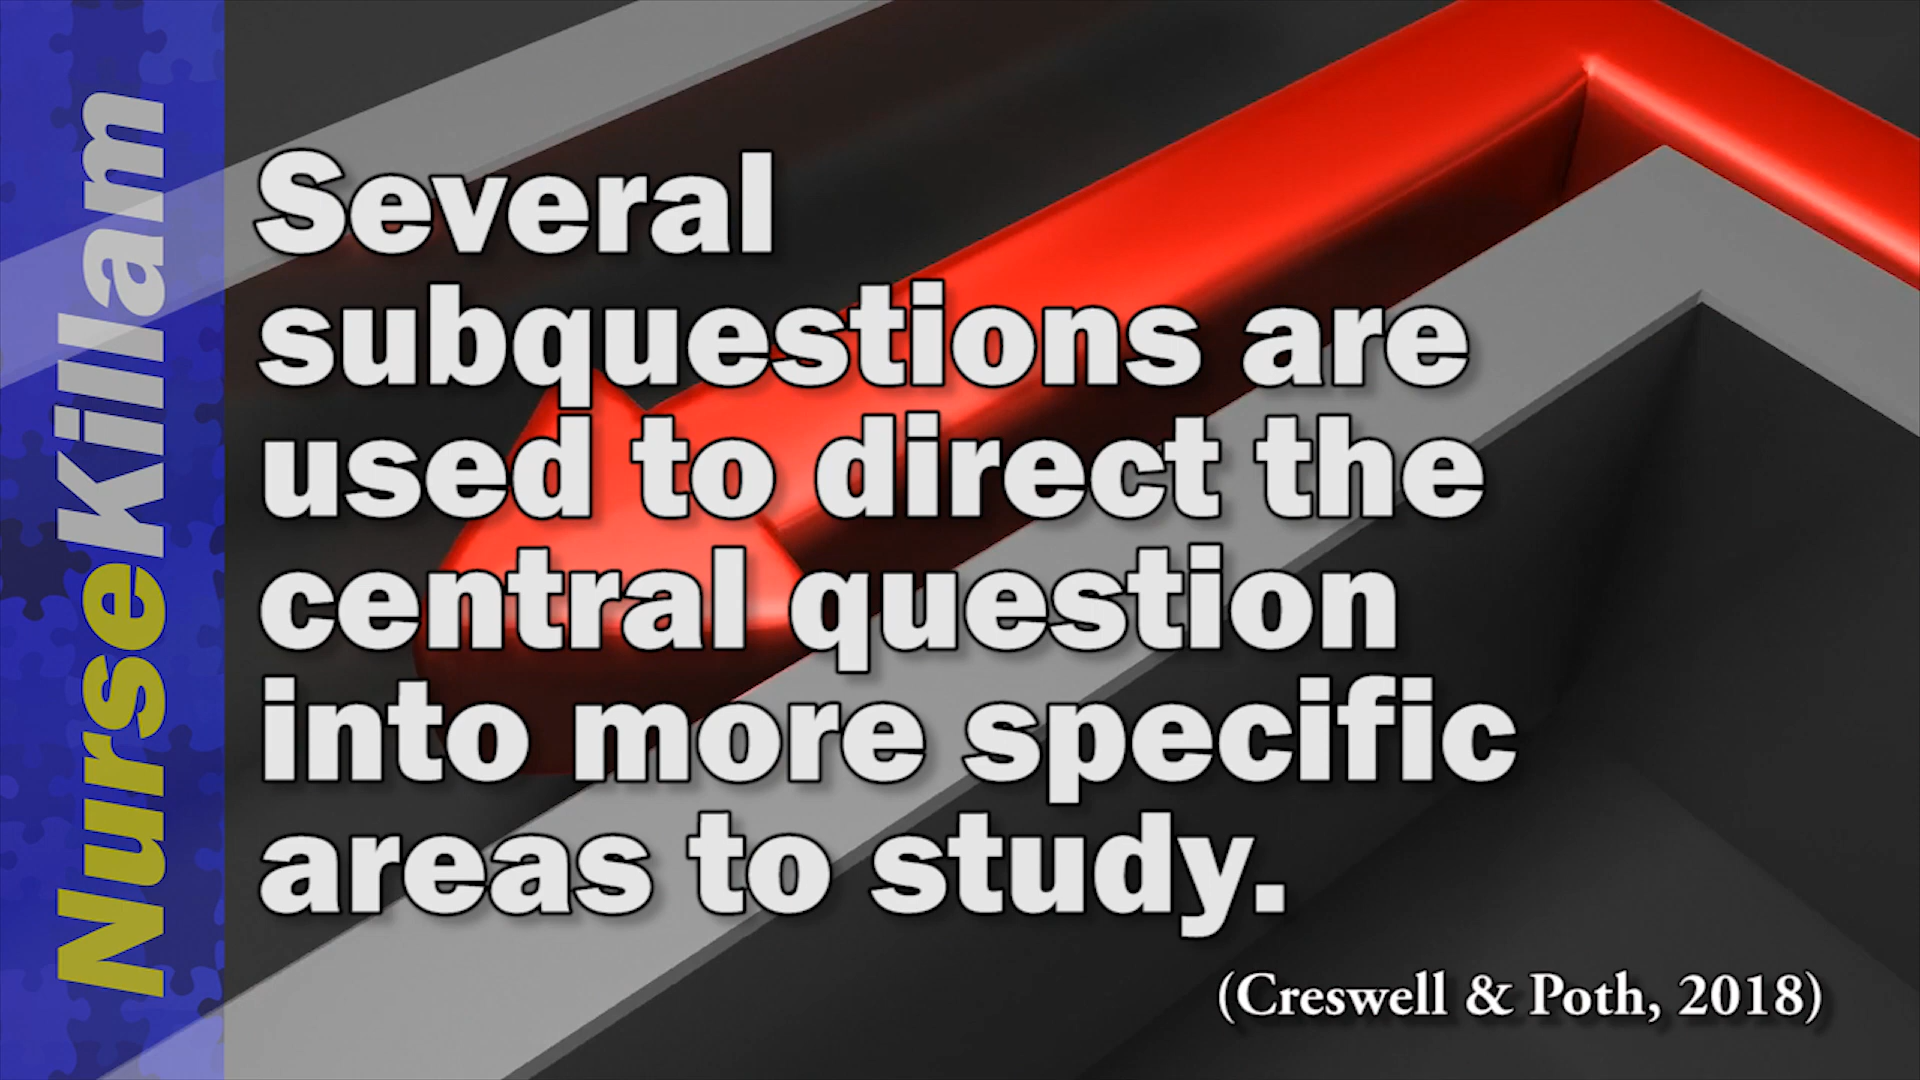 NurseKillam
Several
subquestions are
used to direct the
central question
into more specific
areas to study.
(Creswell & Poth, 2018)